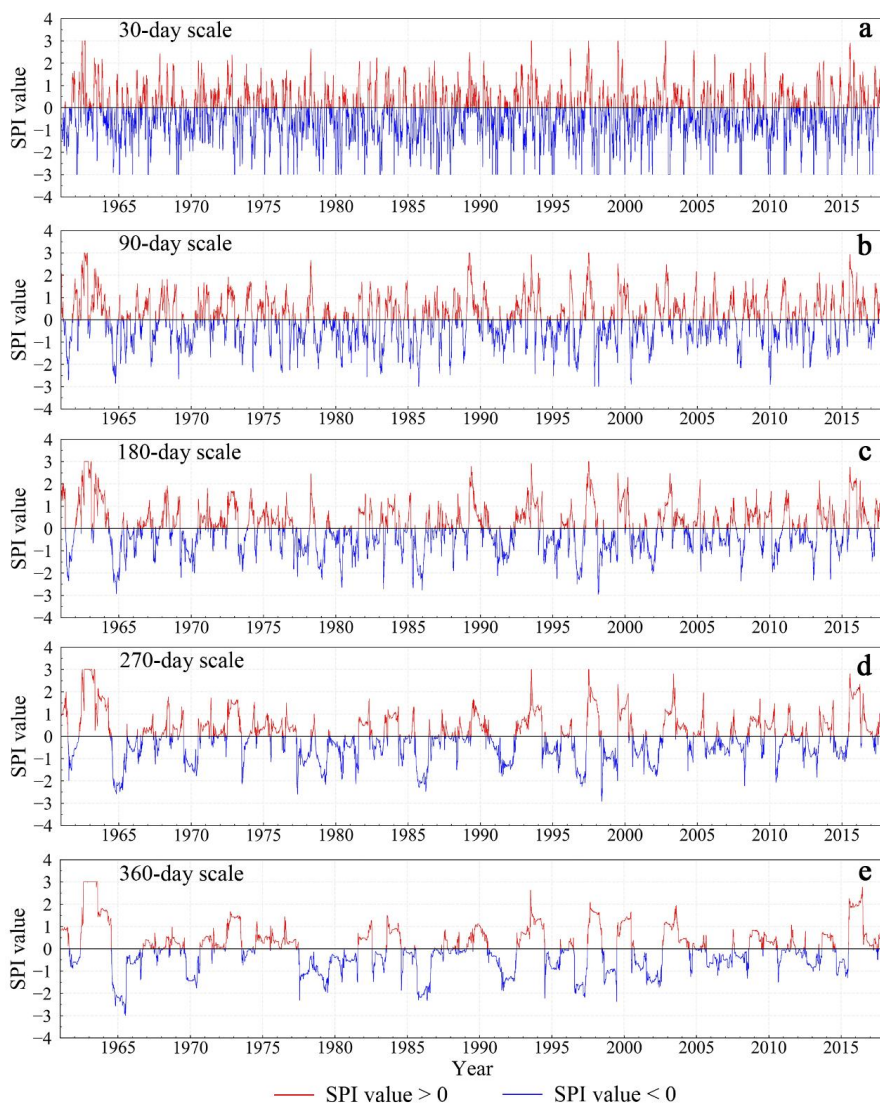 30-day scale
a
SPI value
4
3
2
1
0
−1
−2
−3
−4
1965 1970 1975 1980 1985 1990 1995 2000 2005 2010 2015
90-day scale
b
SPI value
4
3
2
1
0
−1
−2
−3
−4
1965 1970 1975 1980 1985 1990 1995 2000 2005 2010 2015
180-day scale
c
SPI value
4
3
2
1
0
−1
−2
−3
−4
1965 1970 1975 1980 1985 1990 1995 2000 2005 2010 2015
270-day scale
d
SPI value
4
3
2
1
0
−1
−2
−3
−4
1965 1970 1975 1980 1985 1990 1995 2000 2005 2010 2015
360-day scale
e
SPI value
4
3
2
1
0
−1
−2
−3
−4
1965 1970 1975 1980 1985 1990 1995 2000 2005 2010 2015
Year
SPI value > 0 SPI value < 0